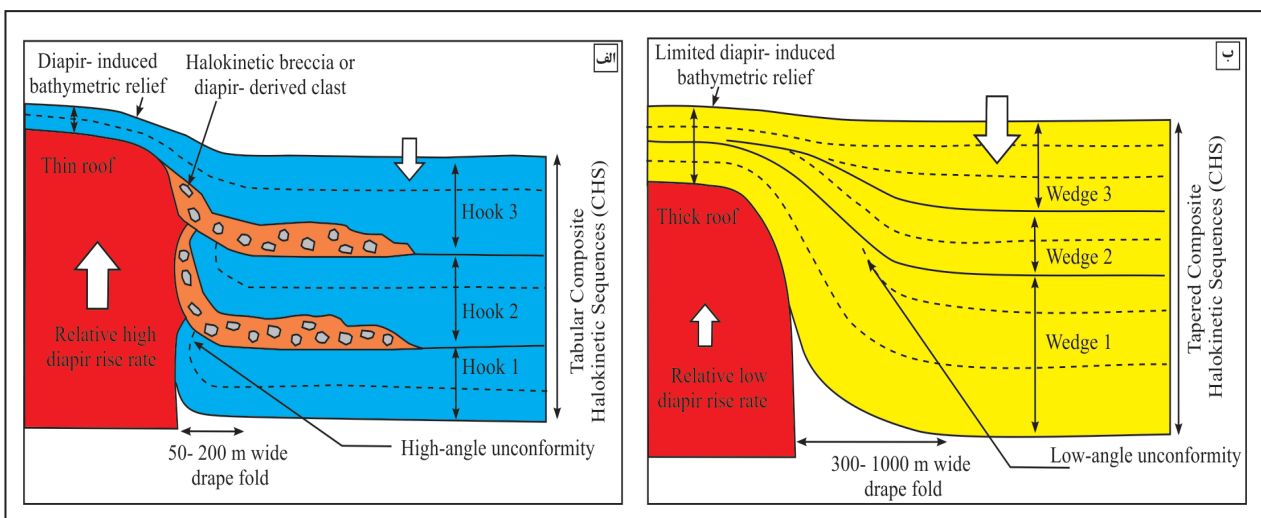 الف
Diapir- induced
bathymetric relief
Halokinetic breccia or
diapir- derived clast
Thin roof
Hook 3
Hook 2
Relative high
diapir rise rate
Hook 1
50- 200 m wide
drape fold
High-angle unconformity
Tabular Composite
Halokinetic Sequences (CHS)
ب
Limited diapir- induced
bathymetric relief
Thick roof
Wedge 3
Wedge 2
Wedge 1
Relative low
diapir rise rate
300- 1000 m wide
drape fold
Low-angle unconformity
Tapered Composite
Halokinetic Sequences (CHS)